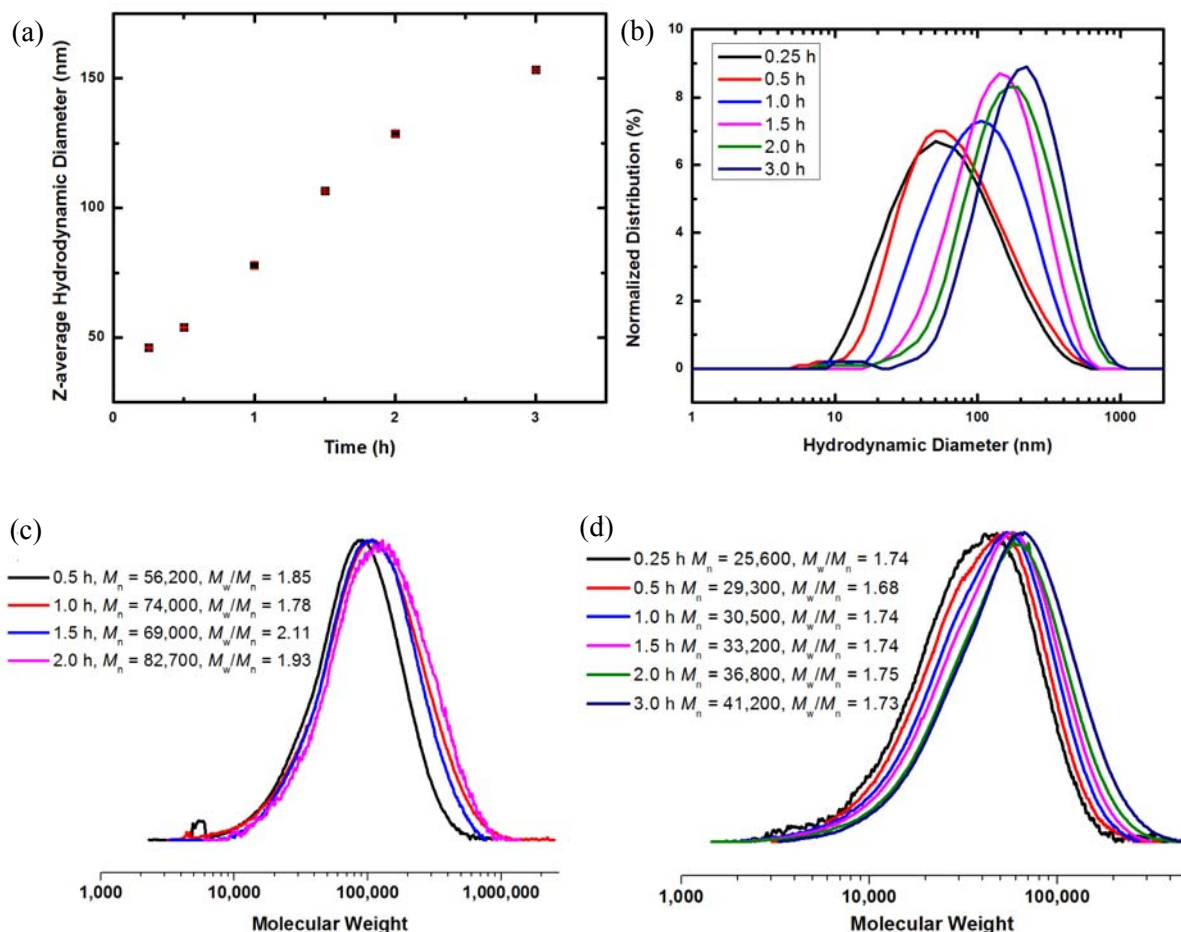 (a)
Z-average Hydrodynamic Diameter (nm)
150
100
50
0
1
2
3
Time (h)
(b)
Normalized Distribution (%)
10
8
6
4
2
0
0.25 h
0.5 h
1.0 h
1.5 h
2.0 h
3.0 h
1
10
100
1000
Hydrodynamic Diameter (nm)
(c)
0.5 h, Mn = 56,200, Mw/Mn = 1.85
1.0 h, Mn = 74,000, Mw/Mn = 1.78
1.5 h, Mn = 69,000, Mw/Mn = 2.11
2.0 h, Mn = 82,700, Mw/Mn = 1.93
1,000
10,000
100,000
1,000,000
Molecular Weight
(d)
0.25 h Mn = 25,600, Mw/Mn = 1.74
0.5 h Mn = 29,300, Mw/Mn = 1.68
1.0 h Mn = 30,500, Mw/Mn = 1.74
1.5 h Mn = 33,200, Mw/Mn = 1.74
2.0 h Mn = 36,800, Mw/Mn = 1.75
3.0 h Mn = 41,200, Mw/Mn = 1.73
1,000
10,000
100,000
Molecular Weight